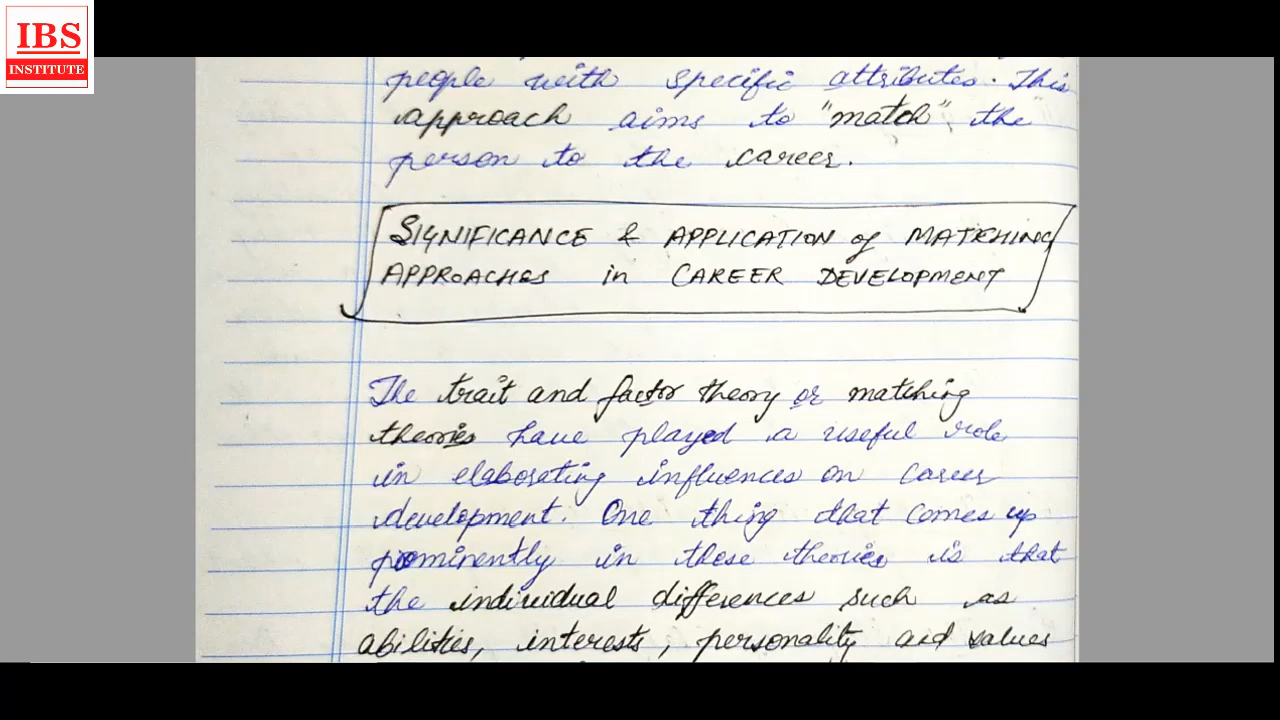 IBS
INSTITUTE
people with specific attributes. This
approach aims to "match" the
person to the career.
SIGNIFICANCE & APPLICATION of MATCHING
APPROACHES in CAREER DEVELOPMENT
The trait and factor theory or matching
theories have played a useful role
in elaborating influences on career
development. One thing that comes up
prominently in these theories is that
the individual differences such as
abilities, interests, personality and values